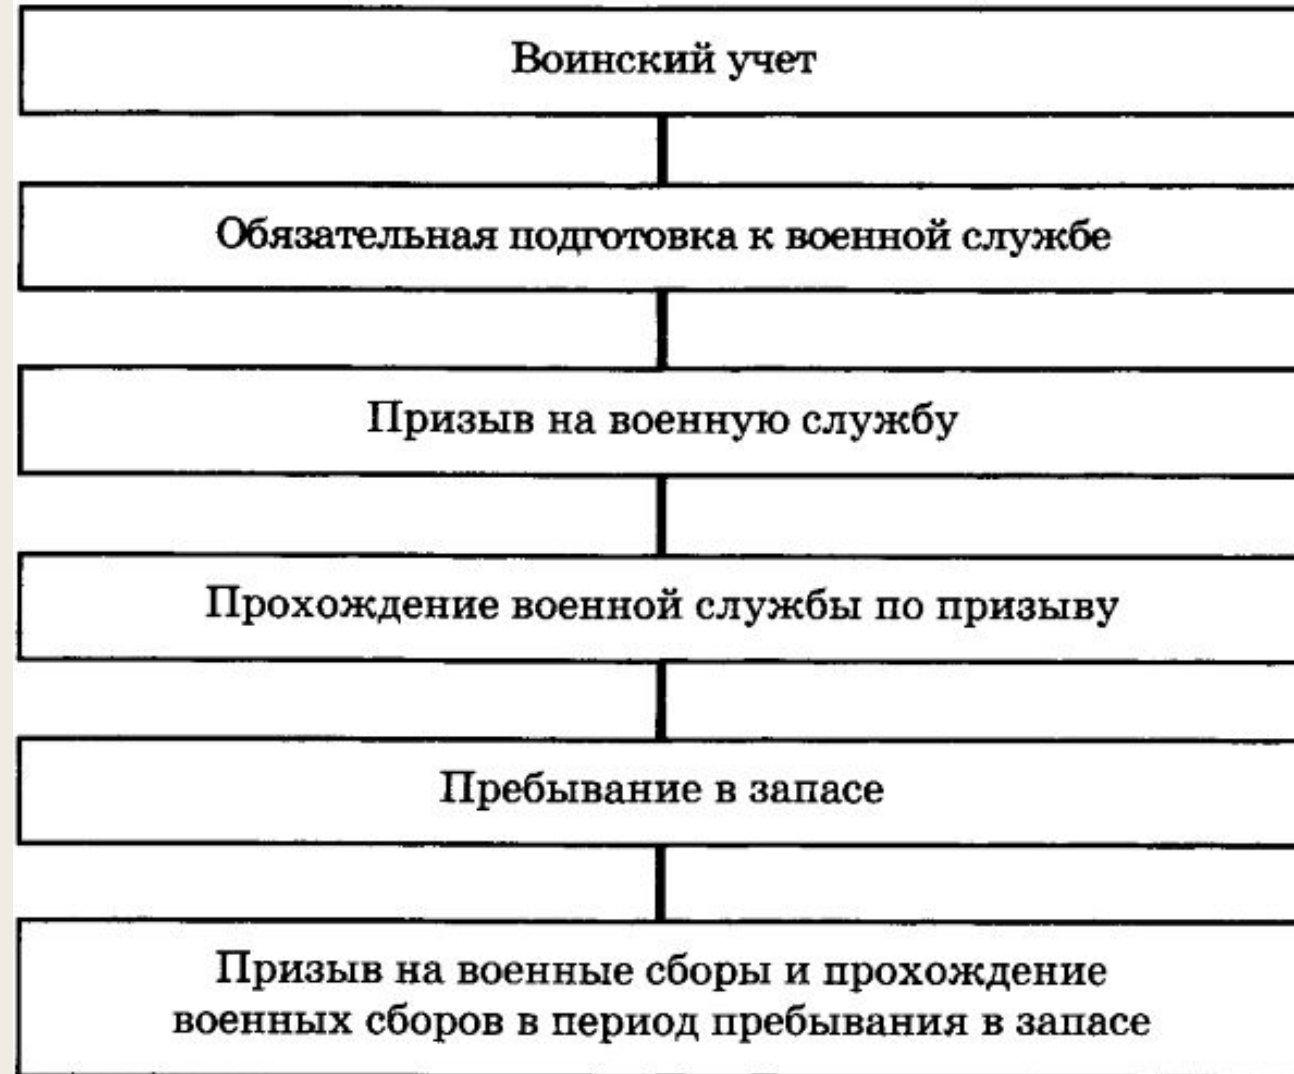 Воинский учет
Обязательная подготовка к военной службе
Призыв на военную службу
Прохождение военной службы по призыву
Пребывание в запасе
Призыв на военные сборы и прохождение
военных сборов в период пребывания в запасе